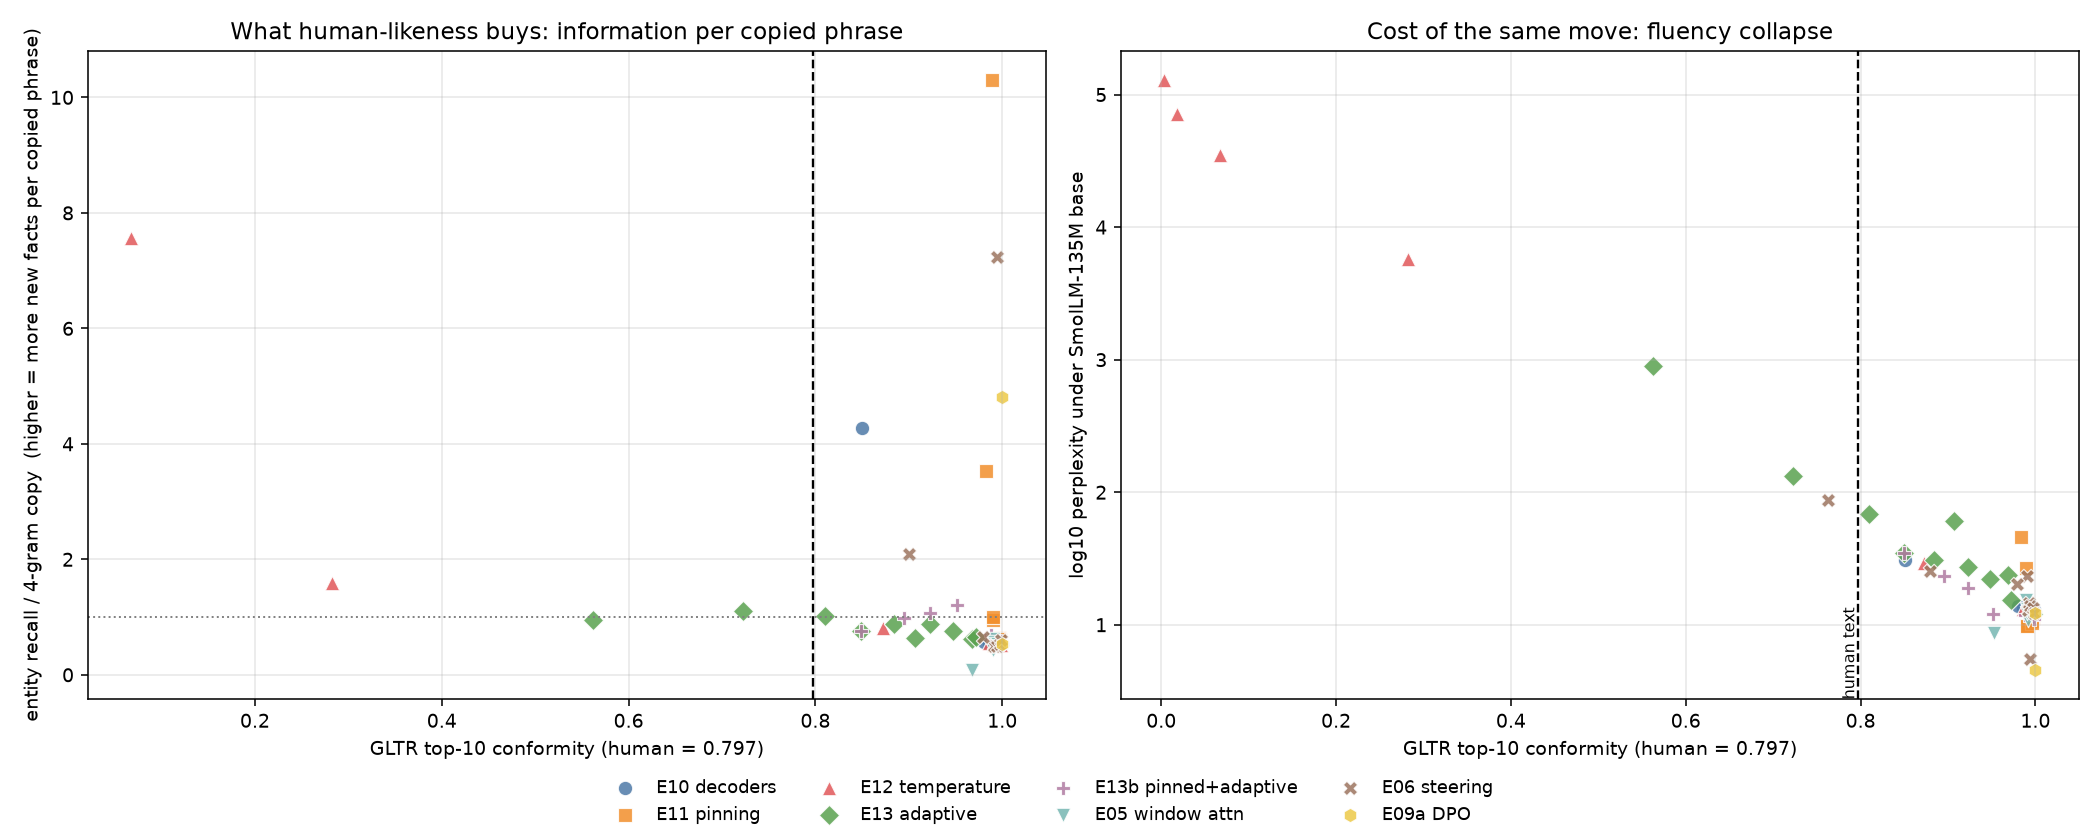 What human-likeness buys: information per copied phrase
entity recall / 4-gram copy  (higher = more new facts per copied phrase)
10
8
6
4
2
0
0.2
0.4
0.6
0.8
1.0
GLTR top-10 conformity (human = 0.797)
Cost of the same move: fluency collapse
log10 perplexity under SmolLM-135M base
5
4
3
2
1
human text
0.0
0.2
0.4
0.6
0.8
1.0
GLTR top-10 conformity (human = 0.797)
E10 decoders
E12 temperature
E13b pinned+adaptive
E06 steering
E11 pinning
E13 adaptive
E05 window attn
E09a DPO